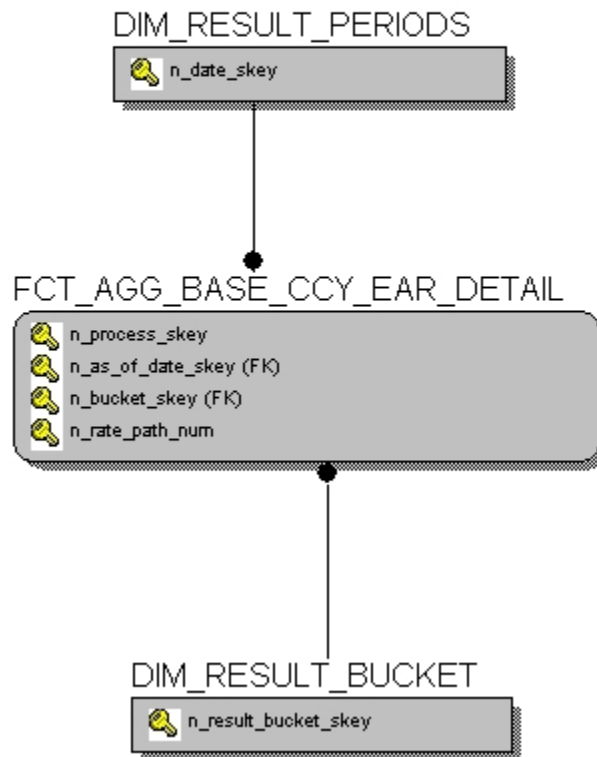 DIM_RESULT_PERIODS
n_date_skey
FCT_AGG_BASE_CCY_EAR_DETAIL
n_process_skey
n_as_of_date_skey (FK)
n_bucket_skey (FK)
n_rate_path_num
DIM_RESULT_BUCKET
n_result_bucket_skey